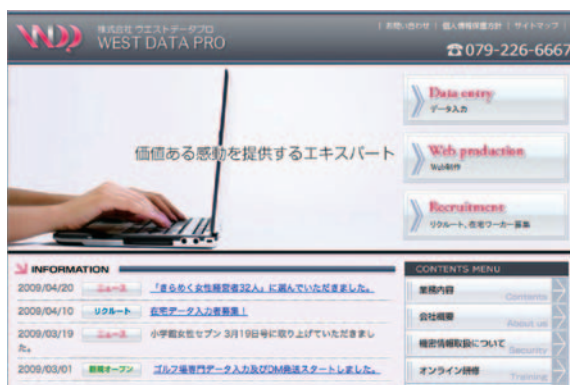 WDP
株式会社 ウエストデータプロ
WEST DATA PRO
| お問い合わせ | 個人情報保護方針 | サイトマップ |
☎079-226-6667
Data entry
データ入力
価値ある感動を提供するエキスパート
Web production
Web制作
Recruitment
リクルート、在宅ワーカー募集
INFORMATION
2009/04/20 ニュース 「きらめく女性経営者32人」に選んでいただきました。
2009/04/10 リクルート 在宅データ入力者募集！
2009/03/19 ニュース 小学館女性セブン 3月19日号に取り上げていただきまし
た。
2009/03/01 新規オープン ゴルフ場専門データ入力及びDM発送スタートしました。
CONTENTS MENU
業務内容 Contents
会社概要 About us
機密情報取扱について Security
オンライン研修 Training